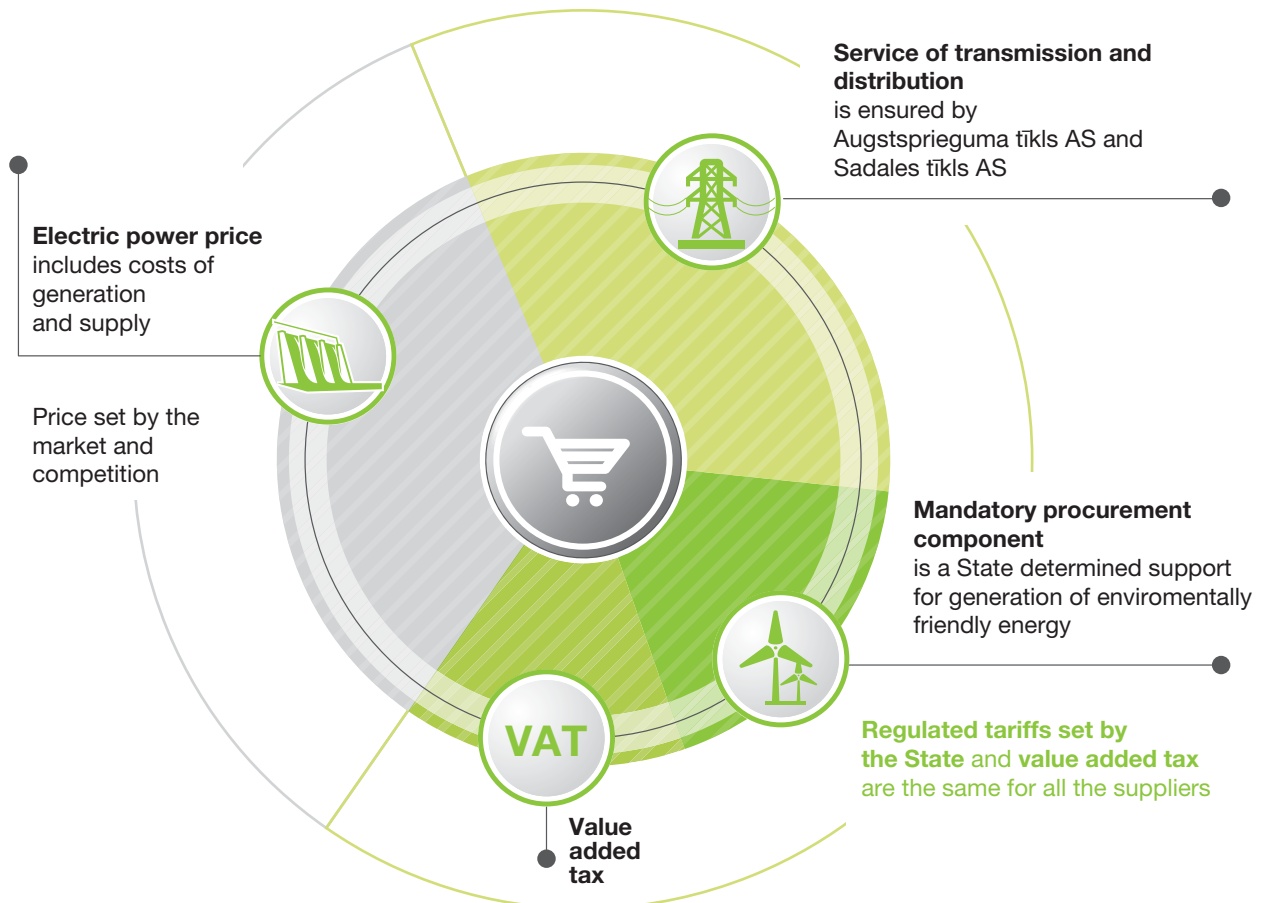 Service of transmission and
distribution
is ensured by
Augstsprieguma tīkls AS and
Sadales tīkls AS
Electric power price
includes costs of
generation
and supply
Price set by the
market and
competition
Mandatory procurement
component
is a State determined support
for generation of enviromentally
friendly energy
Regulated tariffs set by
the State and value added tax
are the same for all the suppliers
VAT
Value
added
tax